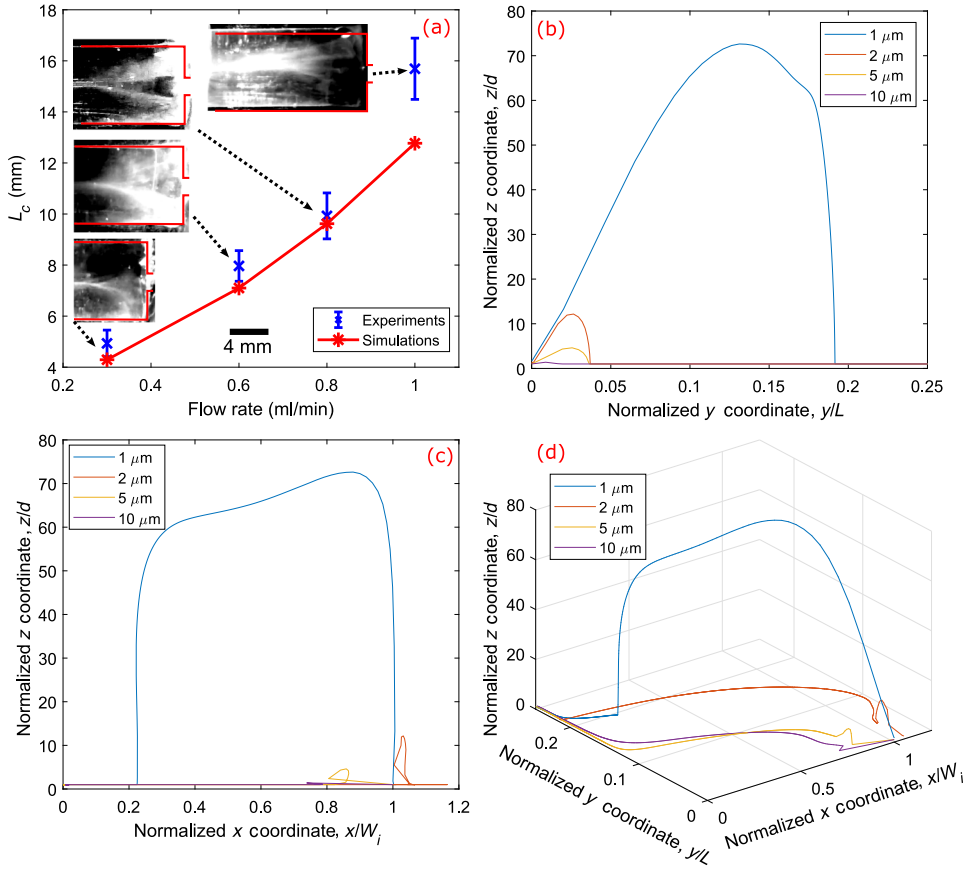 (a)
18
16
14
12
10
8
6
4
L_c (mm)
4 mm
Experiments
Simulations
0.2
0.4
0.6
0.8
1
Flow rate (ml/min)
(b)
80
70
60
50
40
30
20
10
0
Normalized z coordinate, z/d
1 μm
2 μm
5 μm
10 μm
0
0.05
0.1
0.15
0.2
0.25
Normalized y coordinate, y/L
(c)
80
70
60
50
40
30
20
10
0
Normalized z coordinate, z/d
1 μm
2 μm
5 μm
10 μm
0
0.2
0.4
0.6
0.8
1
1.2
Normalized x coordinate, x/W_i
(d)
80
60
40
20
0
Normalized z coordinate, z/d
1 μm
2 μm
5 μm
10 μm
0.2
0.1
0
Normalized y coordinate, y/L
0
0.5
1
Normalized x coordinate, x/W_i